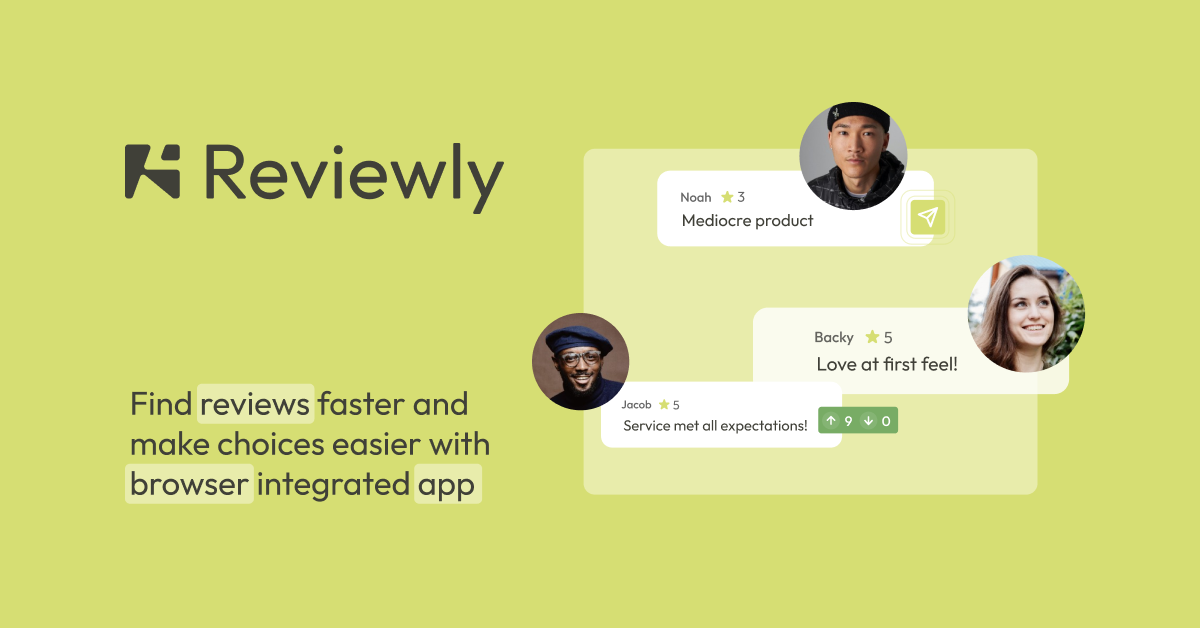 Reviewly
Find reviews faster and
make choices easier with
browser integrated app
Noah 3
Mediocre product
Backy 5
Love at first feel!
Jacob 5
Service met all expectations!
9 0